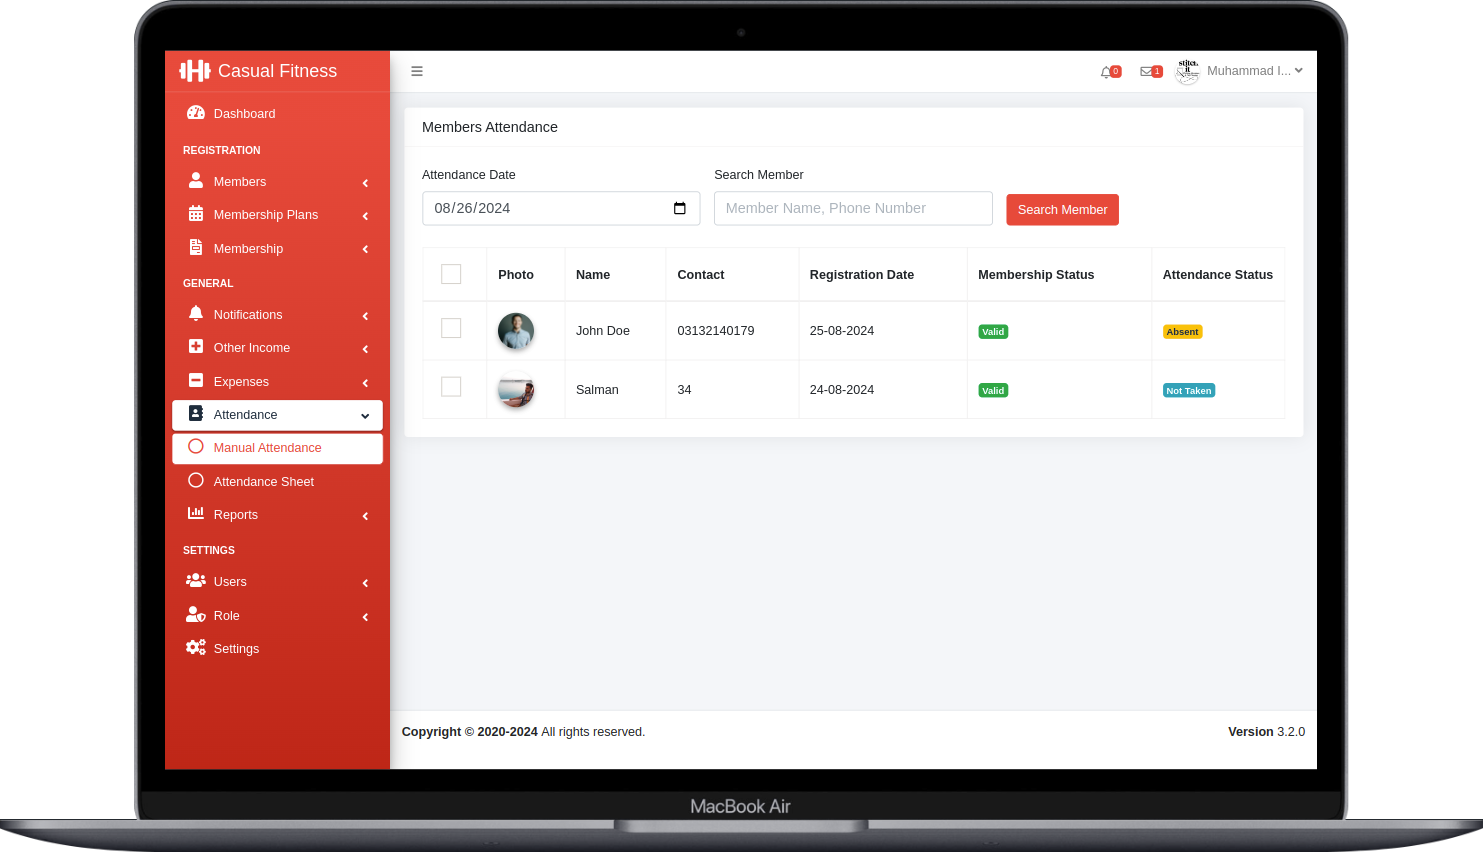 Casual Fitness
0
1
stitch.
it
Muhammad I...
Dashboard
REGISTRATION
Members
Membership Plans
Membership
GENERAL
Notifications
Other Income
Expenses
Attendance
Manual Attendance
Attendance Sheet
Reports
SETTINGS
Users
Role
Settings
Members Attendance
Attendance Date
Search Member
08/26/2024
Member Name, Phone Number
Search Member
Photo Name Contact Registration Date Membership Status Attendance Status
John Doe 03132140179 25-08-2024 Valid Absent
Salman 34 24-08-2024 Valid Not Taken
Copyright © 2020-2024 All rights reserved.
Version 3.2.0
MacBook Air